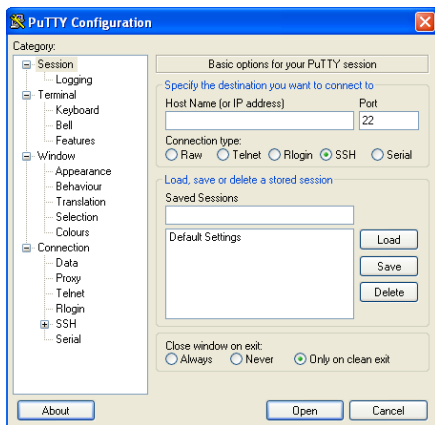 PuTTY Configuration
Category:
Session
Logging
Terminal
Keyboard
Bell
Features
Window
Appearance
Behaviour
Translation
Selection
Colours
Connection
Data
Proxy
Telnet
Rlogin
SSH
Serial
Basic options for your PuTTY session
Specify the destination you want to connect to
Host Name (or IP address) Port
22
Connection type:
Raw Telnet Rlogin SSH Serial
Load, save or delete a stored session
Saved Sessions
Default Settings
Load
Save
Delete
Close window on exit:
Always Never Only on clean exit
About Open Cancel